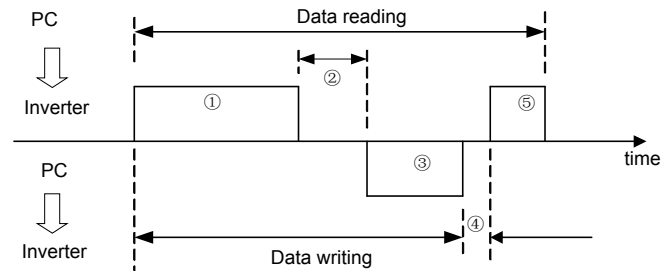 PC
Data reading
②
Inverter
①
⑤
time
PC
③
④
Inverter
Data writing